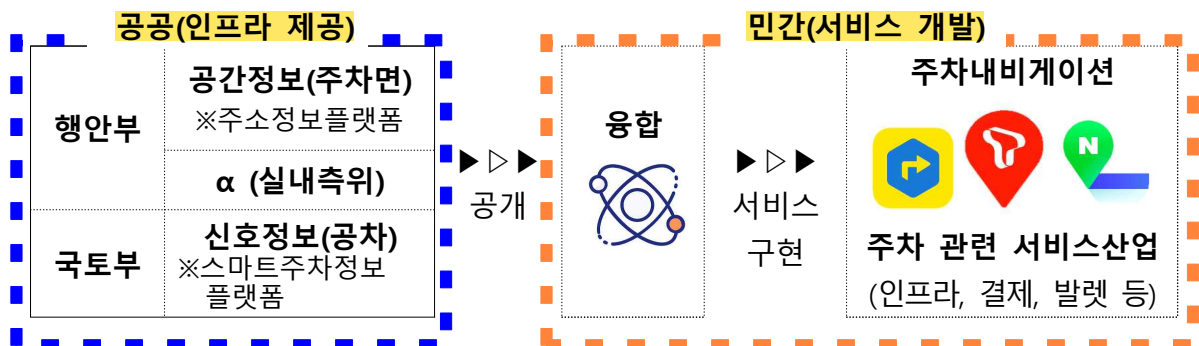 공공(인프라 제공)
행안부
공간정보(주차면)
※주소정보플랫폼
α (실내측위)
국토부
신호정보(공차)
※스마트주차정보
플랫폼
▶▷▶
공개
민간(서비스 개발)
융합
▶▷▶
서비스
구현
주차내비게이션
N
주차 관련 서비스산업
(인프라, 결제, 발렛 등)